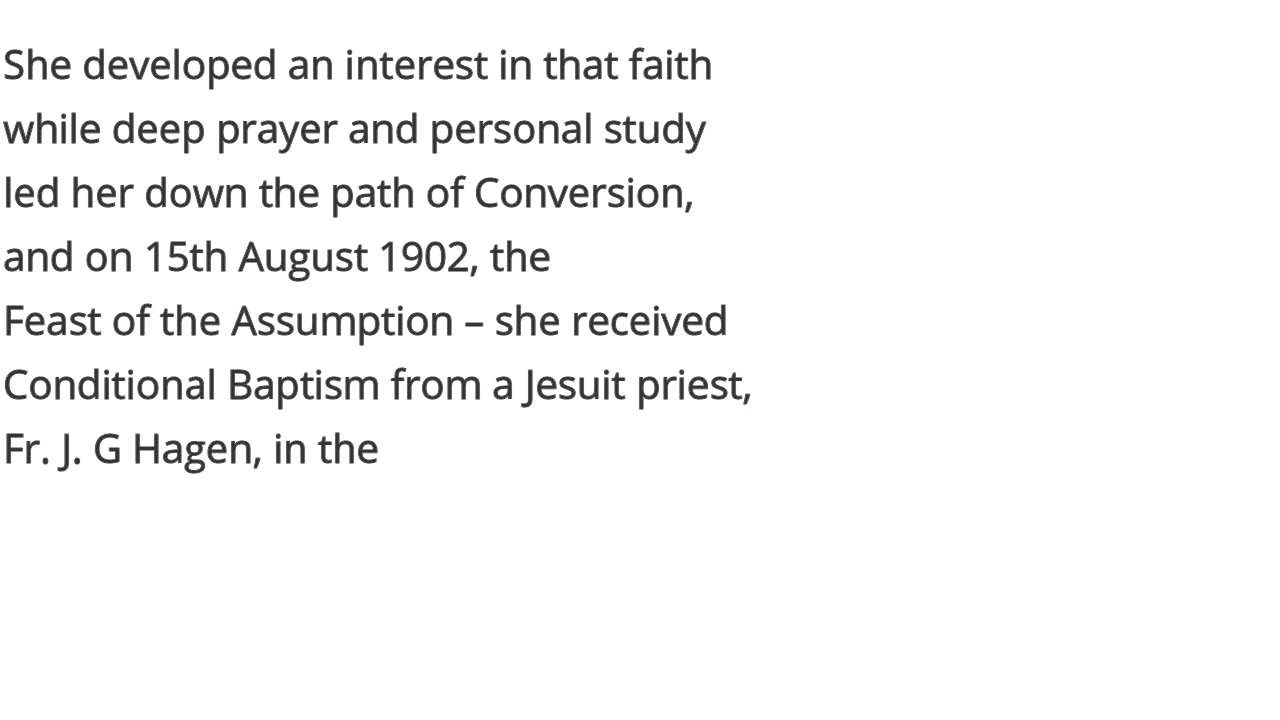 She developed an interest in that faith
while deep prayer and personal study
led her down the path of Conversion,
and on 15th August 1902, the
Feast of the Assumption – she received
Conditional Baptism from a Jesuit priest,
Fr. J. G Hagen, in the